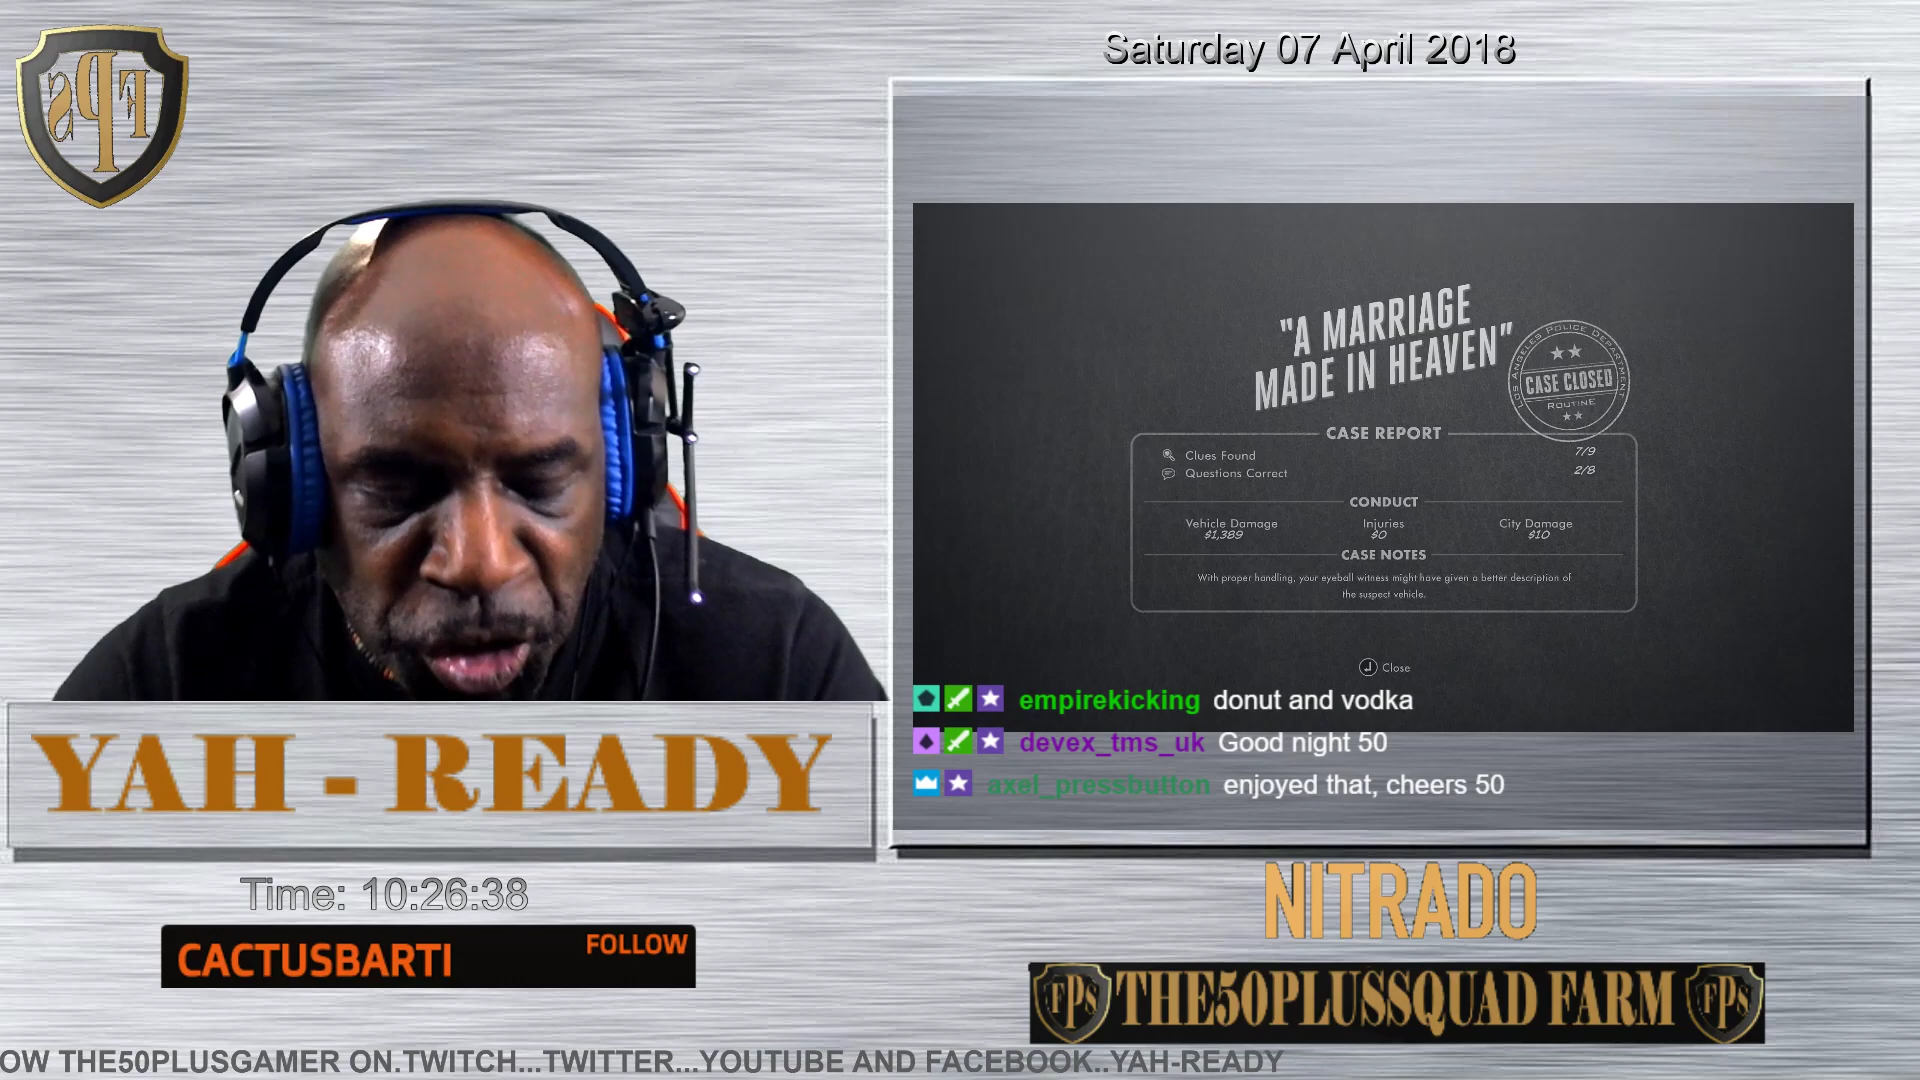 Saturday 07 April 2018
FPS
"A MARRIAGE
MADE IN HEAVEN"
LOS ANGELES POLICE DEPARTMENT
CASE CLOSED
ROUTINE
CASE REPORT
Clues Found 7/9
Questions Correct 2/8
CONDUCT
Vehicle Damage Injuries City Damage
$1,389 $0 $10
CASE NOTES
With proper handling, your eyeball witness might have given a better description of
the suspect vehicle.
Close
empirekicking donut and vodka
devex_tms_uk Good night 50
axel_pressbutton enjoyed that, cheers 50
YAH - READY
Time: 10:26:38
CACTUSBARTI FOLLOW
NITRADO
FPS THE50PLUSSQUAD FARM FPS
OW THE50PLUSGAMER ON.TWITCH...TWITTER...YOUTUBE AND FACEBOOK..YAH-READY